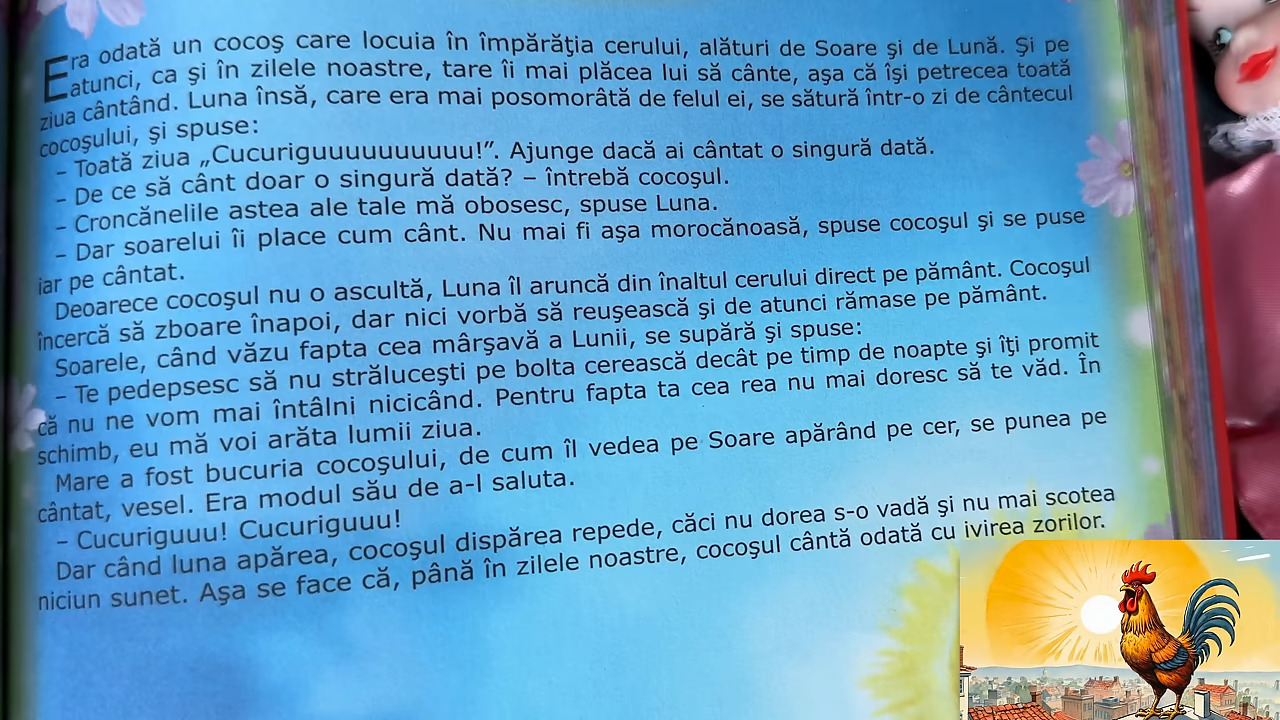 Era odată un cocoş care locuia în împărăţia cerului, alături de Soare şi de Lună. Şi pe
atunci, ca şi în zilele noastre, tare îi mai plăcea lui să cânte, aşa că îşi petrecea toată
ziua cântând. Luna însă, care era mai posomorâtă de felul ei, se sătură într-o zi de cântecul
cocoşului, şi spuse:
– Toată ziua „Cucuriguuuuuuuuuu!”. Ajunge dacă ai cântat o singură dată.
– De ce să cânt doar o singură dată? – întrebă cocoşul.
– Croncănelile astea ale tale mă obosesc, spuse Luna.
– Dar soarelui îi place cum cânt. Nu mai fi aşa morocănoasă, spuse cocoşul şi se puse
iar pe cântat.
Deoarece cocoşul nu o ascultă, Luna îl aruncă din înaltul cerului direct pe pământ. Cocoşul
încercă să zboare înapoi, dar nici vorbă să reuşească şi de atunci rămase pe pământ.
Soarele, când văzu fapta cea mârşavă a Lunii, se supără şi spuse:
– Te pedepsesc să nu străluceşti pe bolta cerească decât pe timp de noapte şi îţi promit
că nu ne vom mai întâlni nicicând. Pentru fapta ta cea rea nu mai doresc să te văd. În
schimb, eu mă voi arăta lumii ziua.
Mare a fost bucuria cocoşului, de cum îl vedea pe Soare apărând pe cer, se punea pe
cântat, vesel. Era modul său de a-l saluta.
– Cucuriguuu! Cucuriguuu!
Dar când luna apărea, cocoşul dispărea repede, căci nu dorea s-o vadă şi nu mai scotea
niciun sunet. Aşa se face că, până în zilele noastre, cocoşul cântă odată cu ivirea zorilor.